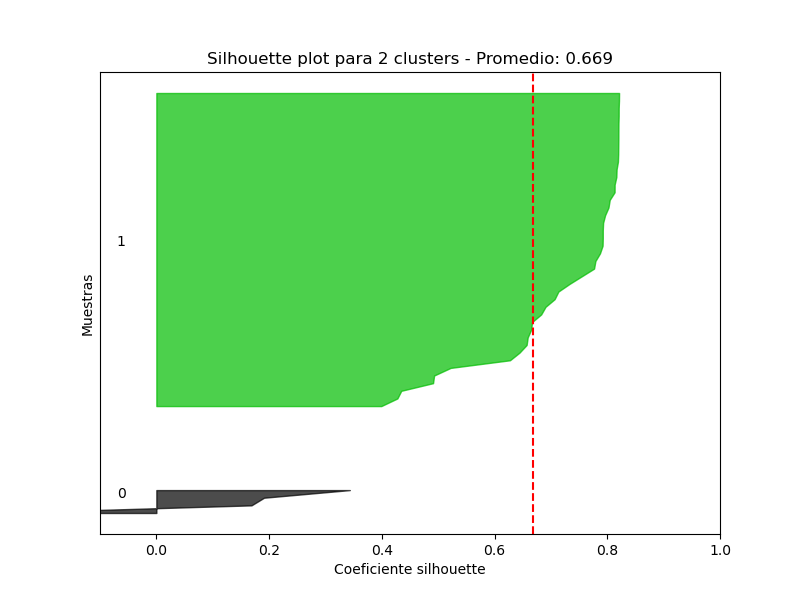 Silhouette plot para 2 clusters - Promedio: 0.669
Muestras
1
0
0.0 0.2 0.4 0.6 0.8 1.0
Coeficiente silhouette